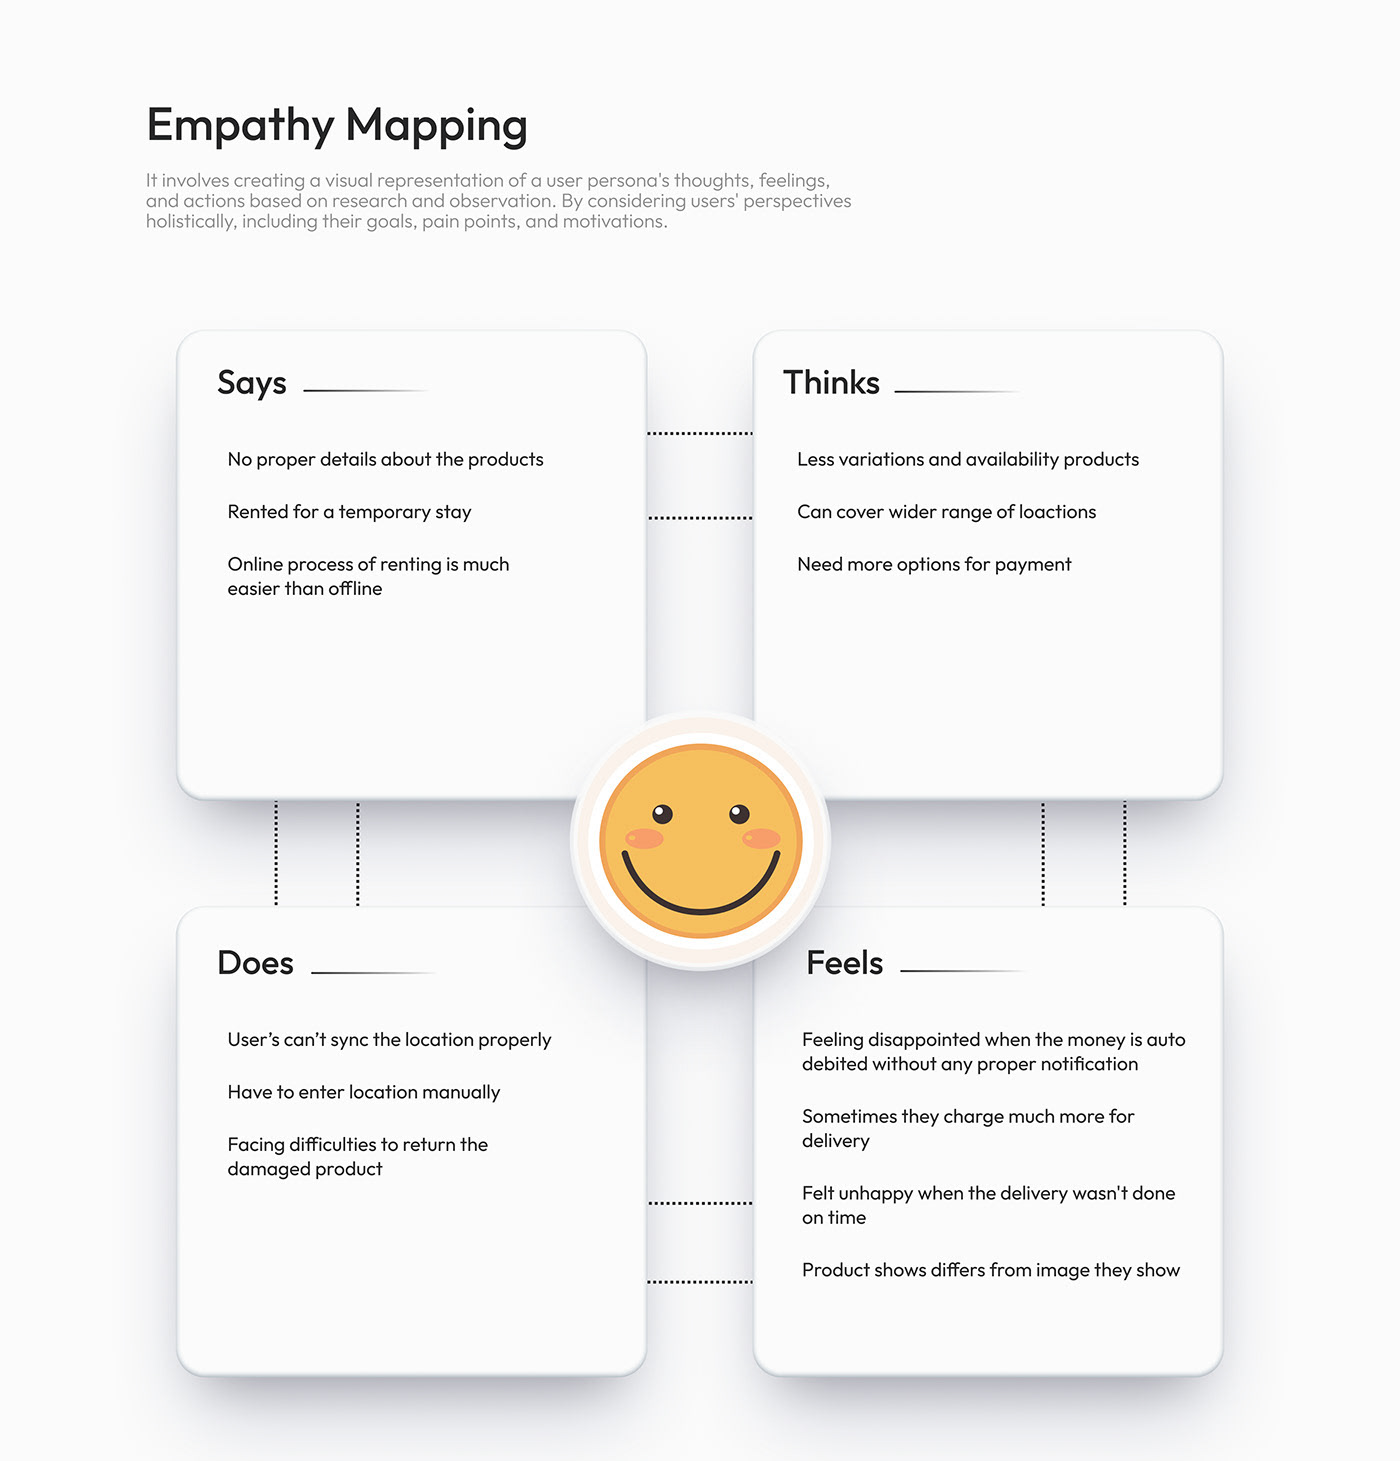 Empathy Mapping
It involves creating a visual representation of a user persona's thoughts, feelings,
and actions based on research and observation. By considering users' perspectives
holistically, including their goals, pain points, and motivations.
Says
No proper details about the products
Rented for a temporary stay
Online process of renting is much
easier than offline
Thinks
Less variations and availability products
Can cover wider range of loactions
Need more options for payment
Does
User’s can’t sync the location properly
Have to enter location manually
Facing difficulties to return the
damaged product
Feels
Feeling disappointed when the money is auto
debited without any proper notification
Sometimes they charge much more for
delivery
Felt unhappy when the delivery wasn't done
on time
Product shows differs from image they show